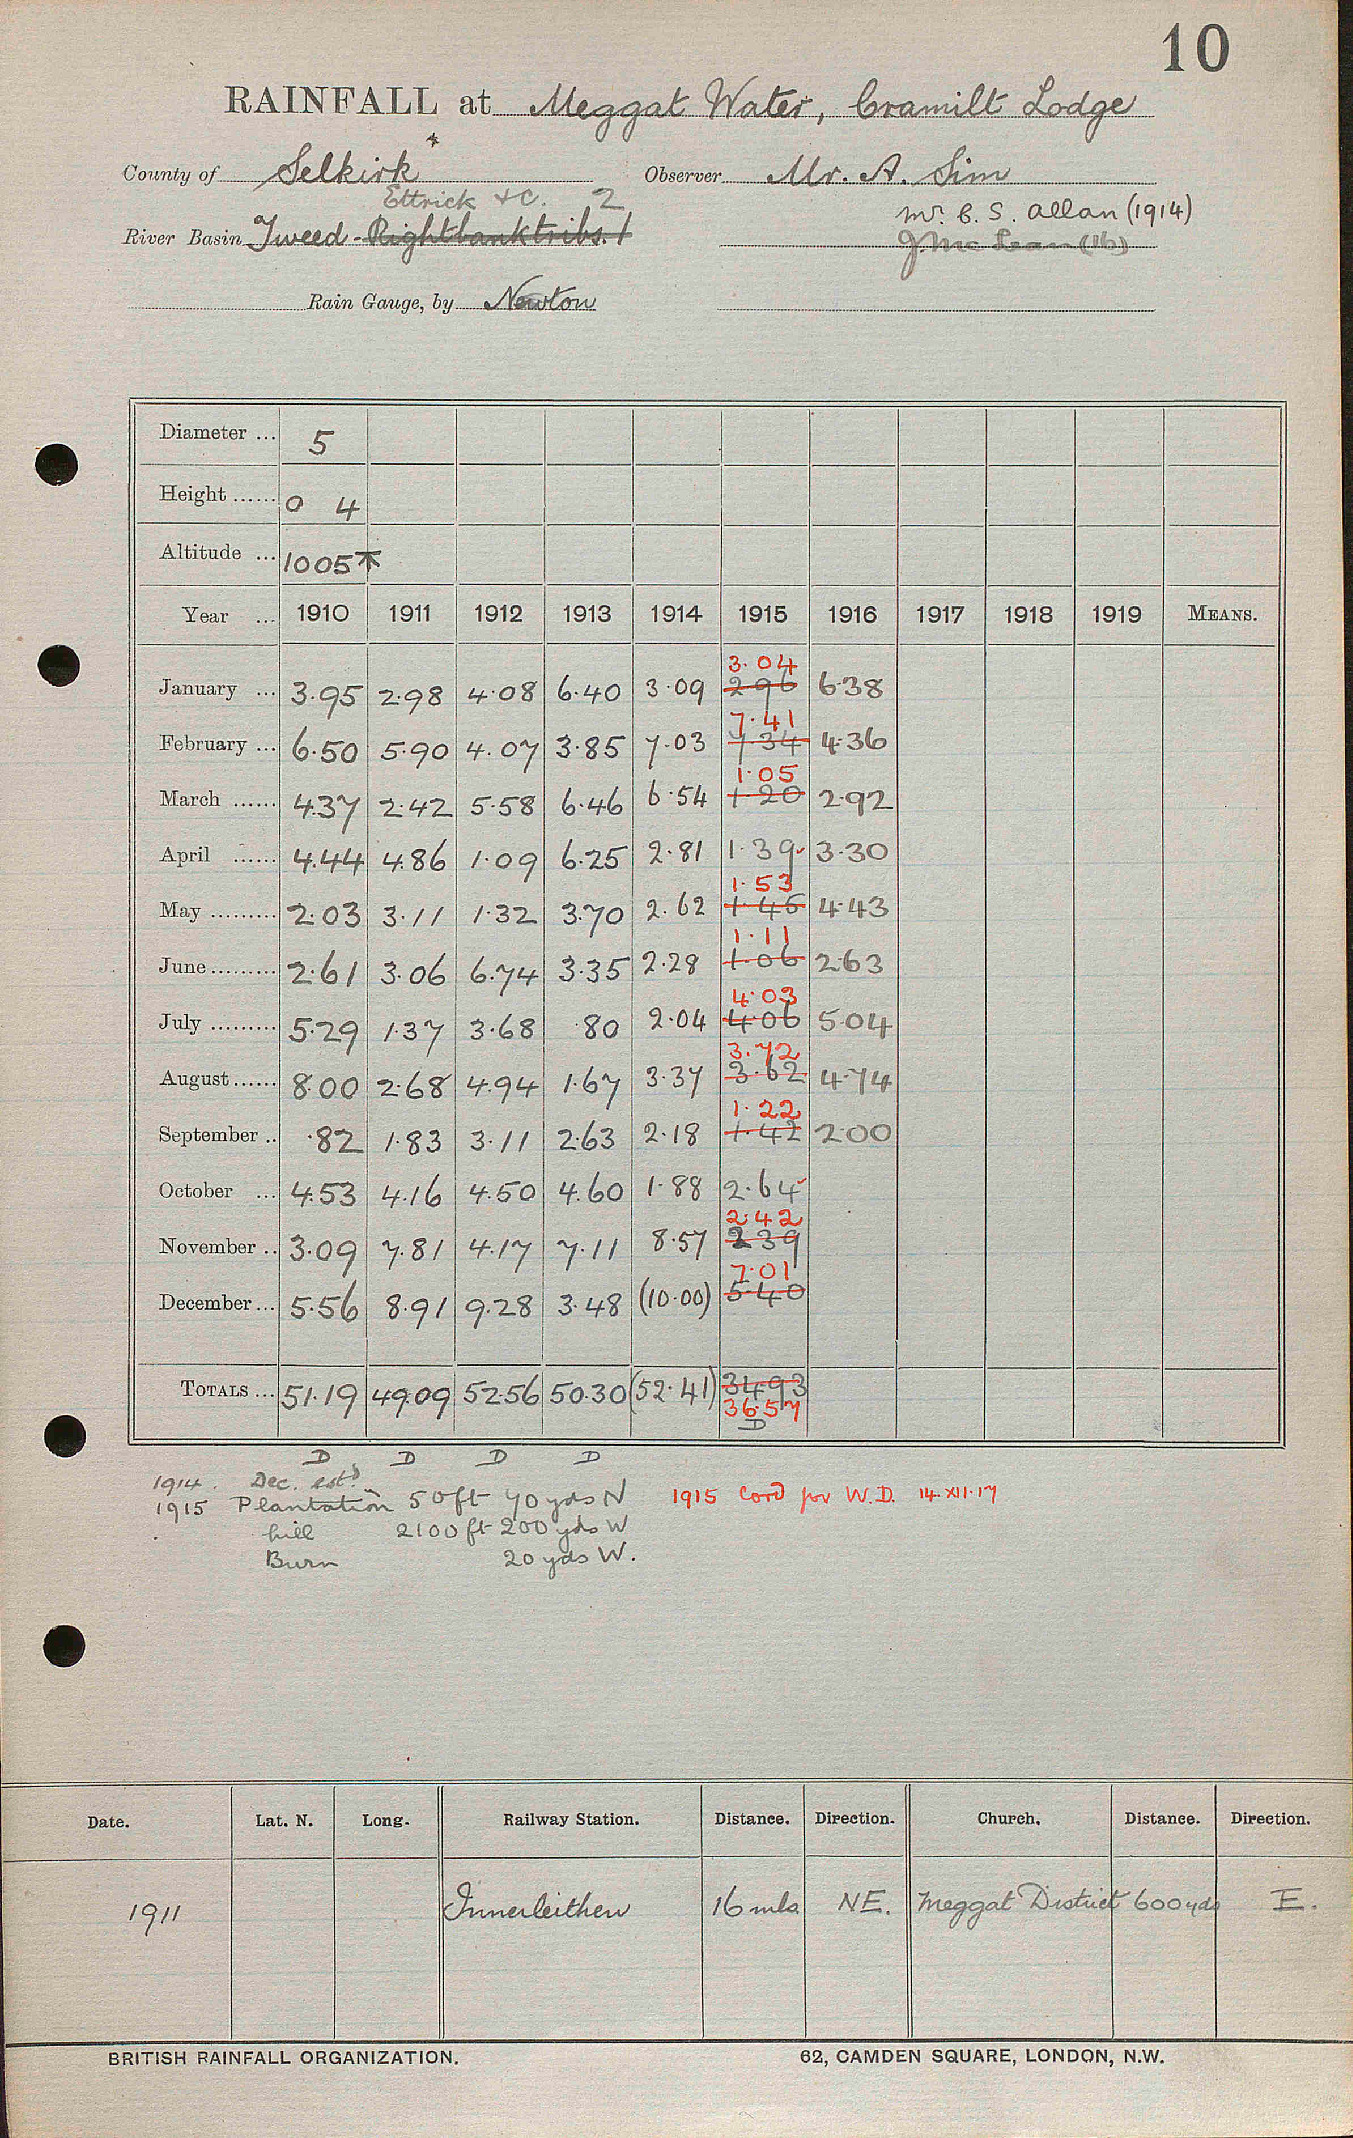 10
RAINFALL at Meggat Water, Cramilt Lodge
County of Selkirk Observer Mr. A. Sim
Ettrick &c. 2 Mr. C. S. Allan (1914)
River Basin Tweed - Right bank tribs. 1 J. Mc Lean (16)
Rain Gauge, by Newton
Diameter ... 5
Height ...... 0 4
Altitude ... 1005
Year ... 1910 1911 1912 1913 1914 1915 1916 1917 1918 1919 MEANS.
3.04
January ... 3.95 2.98 4.08 6.40 3.09 2.96 6.38
7.41
February ... 6.50 5.90 4.07 3.85 7.03 7.34 4.36
1.05
March ...... 4.37 2.42 5.58 6.46 6.54 1.20 2.92
April ...... 4.44 4.86 1.09 6.25 2.81 1.39 3.30
1.53
May ......... 2.03 3.11 1.32 3.70 2.62 1.45 4.43
1.11
June ......... 2.61 3.06 6.74 3.35 2.28 1.06 2.63
4.03
July ......... 5.29 1.37 3.68 .80 2.04 4.06 5.04
3.72
August ...... 8.00 2.68 4.94 1.67 3.37 3.62 4.74
1.22
September .. .82 1.83 3.11 2.63 2.18 1.42 2.00
October ... 4.53 4.16 4.50 4.60 1.88 2.64
2.42
November .. 3.09 7.81 4.17 7.11 8.57 2.39
7.01
December ... 5.56 8.91 9.28 3.48 (10.00) 5.40
TOTALS ... 51.19 49.09 52.56 50.30 (52.41) 34.93
36.57
D
D D D D
1914. Dec. estd.
1915 Plantation 50ft 70 yds N 1915 Cord for W.D. 14.XII.17
hill 2100 ft 200 yds W
Burn 20 yds W.
Date. Lat. N. Long. Railway Station. Distance. Direction. Church. Distance. Direction.
1911 Innerleithen 16 mls NE. Meggat District 600 yds E.
BRITISH RAINFALL ORGANIZATION. 62, CAMDEN SQUARE, LONDON, N.W.